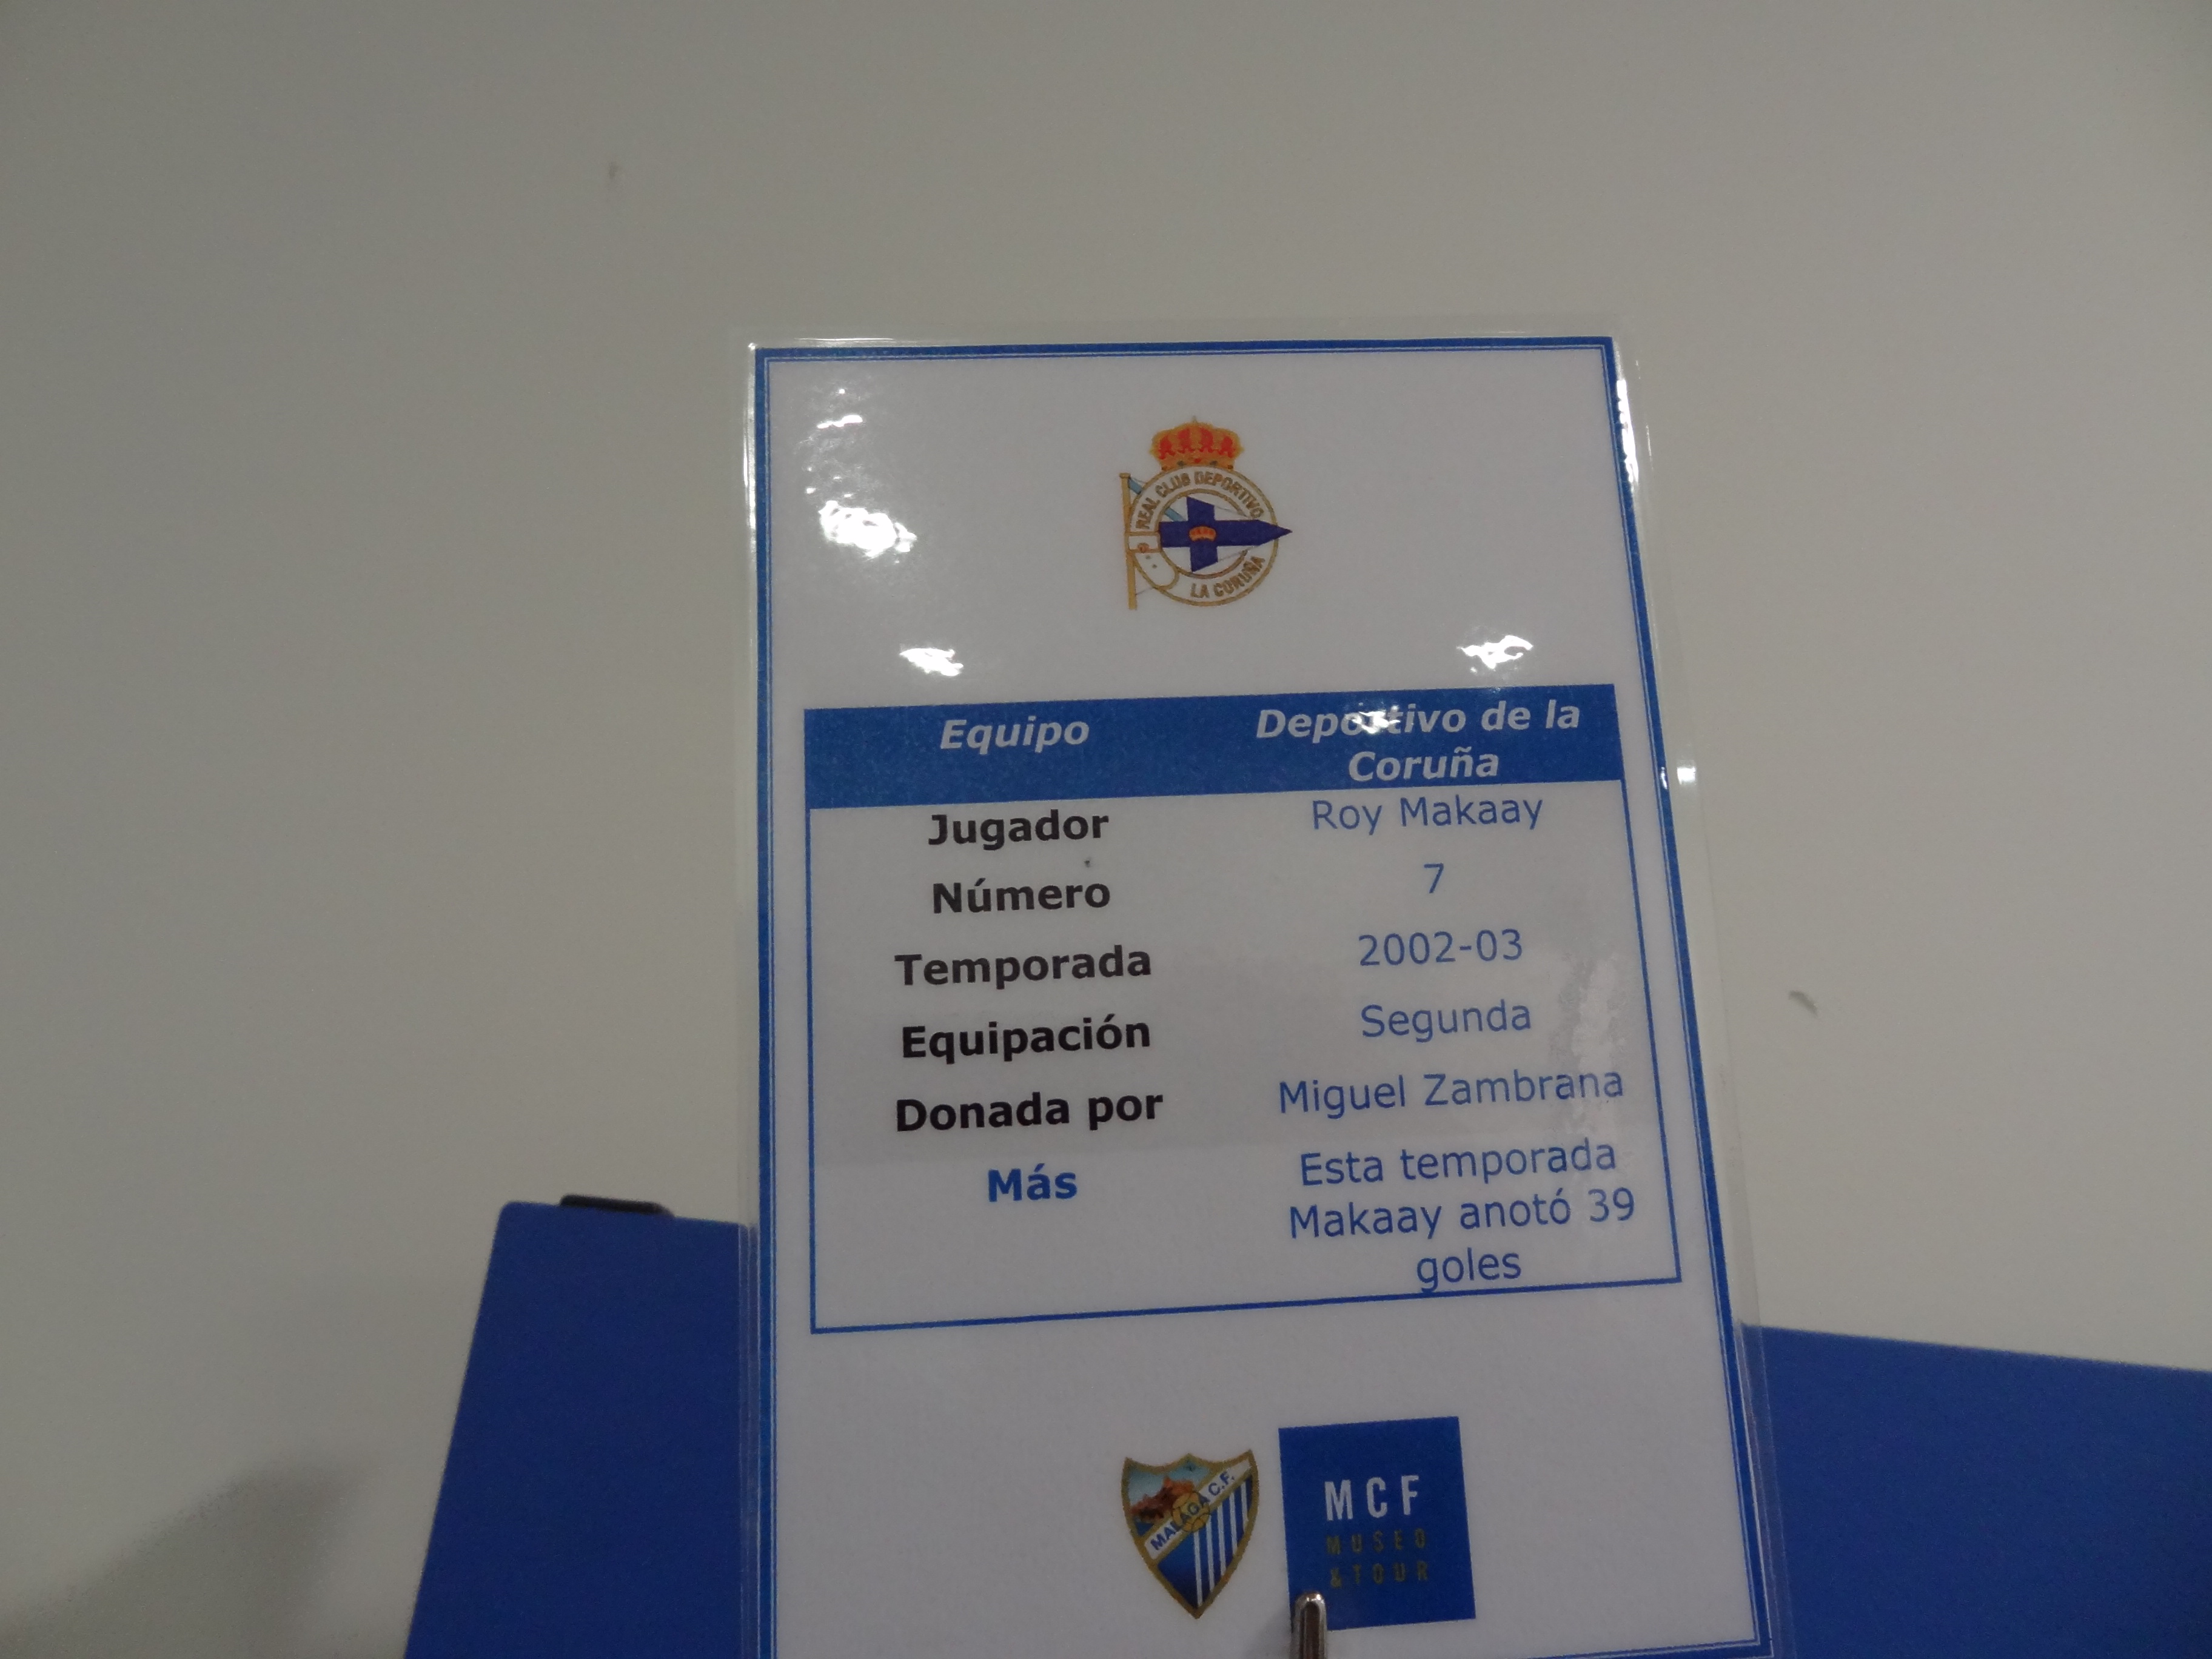 REAL CLUB DEPORTIVO
LA CORUÑA
Equipo
Deportivo de la
Coruña
Jugador
Roy Makaay
Número
7
Temporada
2002-03
Equipación
Segunda
Donada por
Miguel Zambrana
Más
Esta temporada
Makaay anotó 39
goles
MALAGA C.F.
MCF
MUSEO
& TOUR